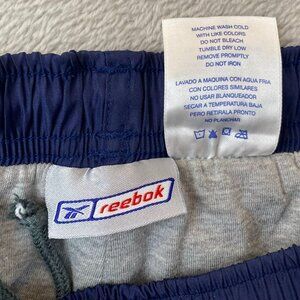 MACHINE WASH COLD
WITH LIKE COLORS
DO NOT BLEACH
TUMBLE DRY LOW
REMOVE PROMPTLY
DO NOT IRON
LAVADO A MAQUINA CON AGUA FRIA
CON COLORES SIMILARES
NO USAR BLANQUEADOR
SECAR A TEMPERATURA BAJA
PERO RETIRALA PRONTO
NO PLANCHAR
reebok